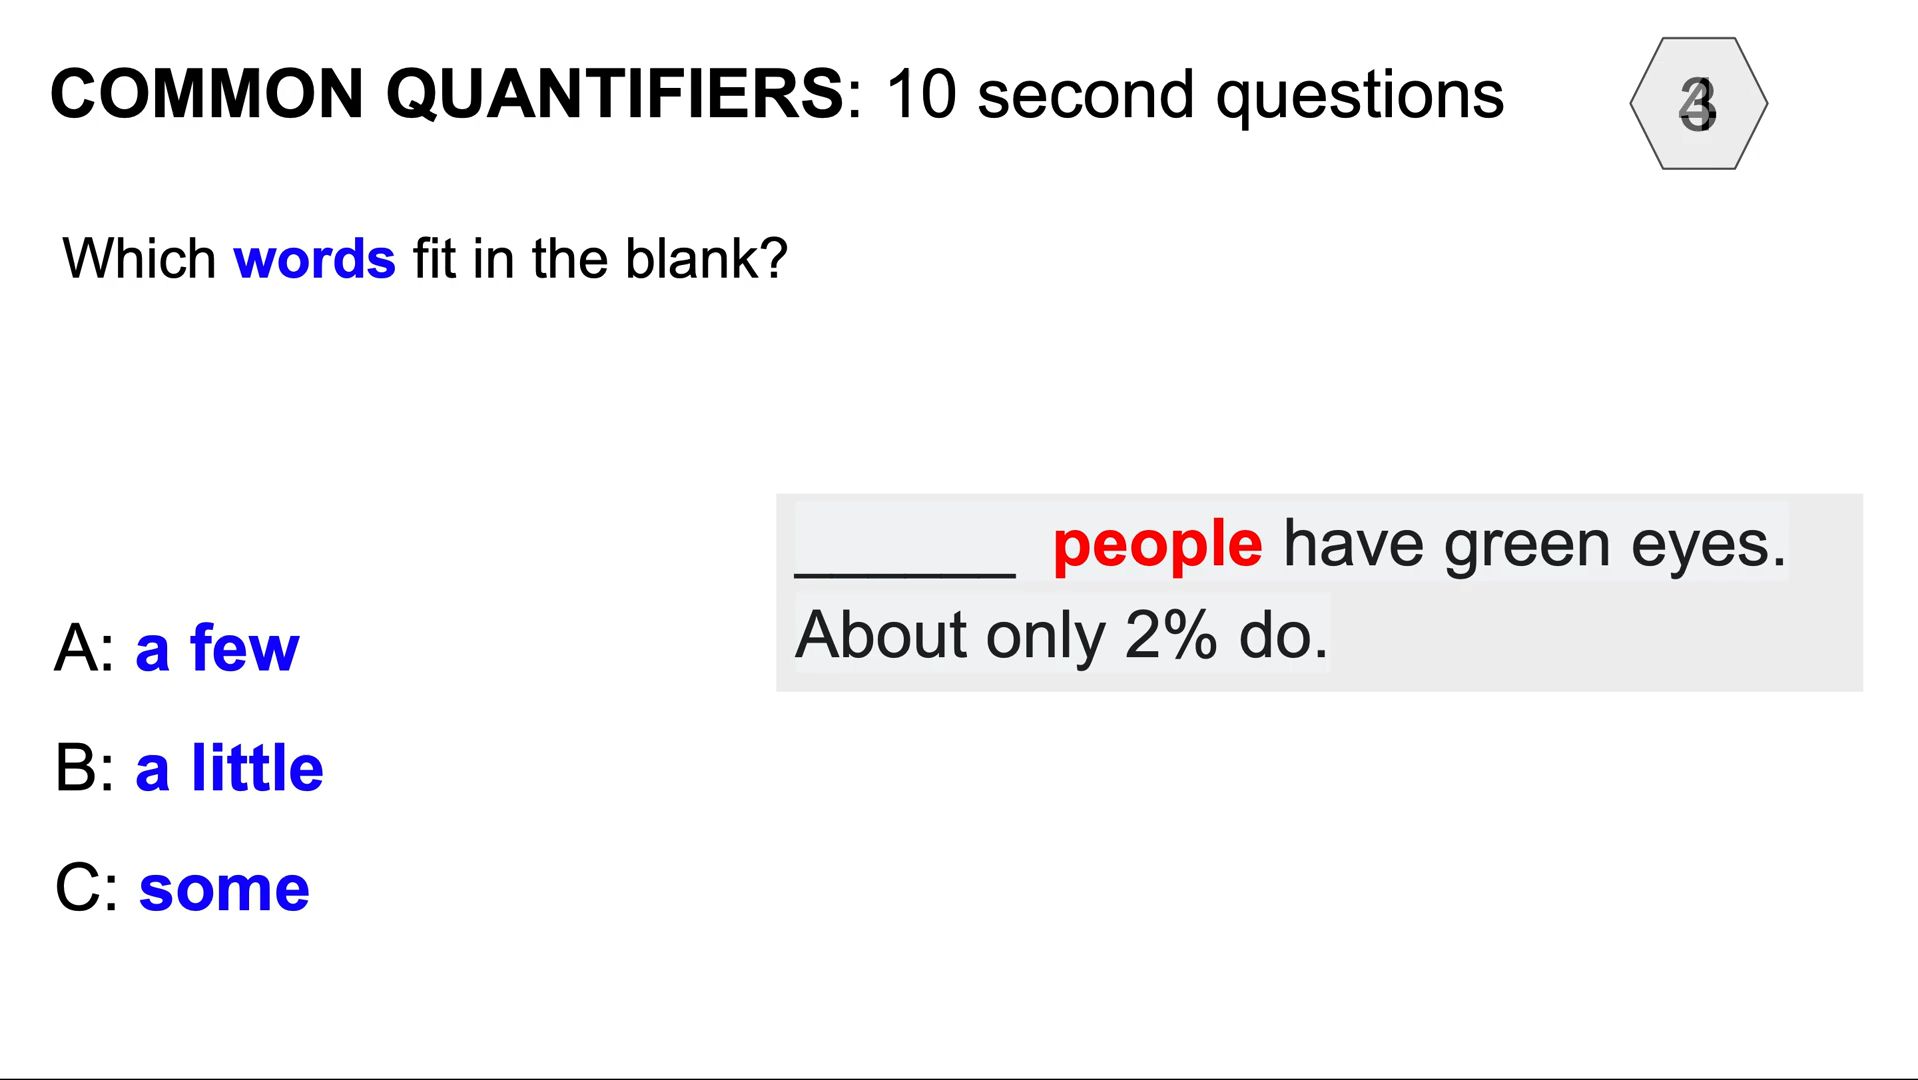 COMMON QUANTIFIERS: 10 second questions
Which words fit in the blank?
______ people have green eyes.
About only 2% do.
A: a few
B: a little
C: some